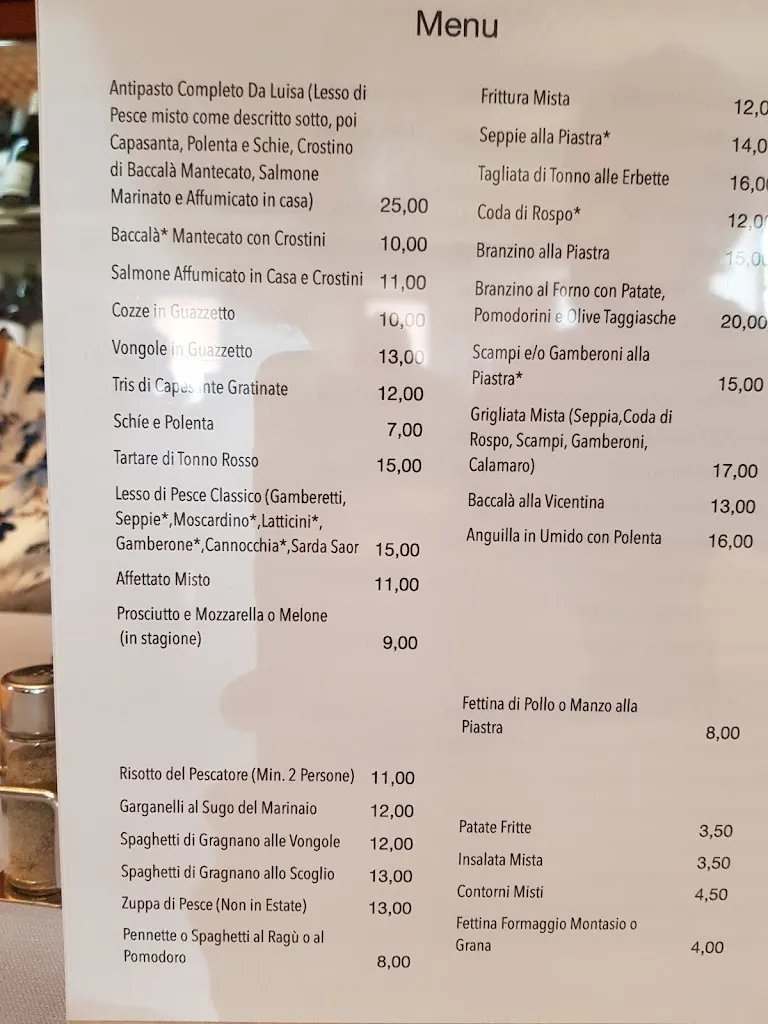 Menu
Antipasto Completo Da Luisa (Lesso di
Pesce misto come descritto sotto, poi
Capasanta, Polenta e Schie, Crostino
di Baccalà Mantecato, Salmone
Marinato e Affumicato in casa) 25,00
Baccalà* Mantecato con Crostini 10,00
Salmone Affumicato in Casa e Crostini 11,00
Cozze in Guazzetto 10,00
Vongole in Guazzetto 13,00
Tris di Capesante Gratinate 12,00
Schíe e Polenta 7,00
Tartare di Tonno Rosso 15,00
Lesso di Pesce Classico (Gamberetti,
Seppie*,Moscardino*,Latticini*,
Gamberone*,Cannocchia*,Sarda Saor 15,00
Affettato Misto 11,00
Prosciutto e Mozzarella o Melone
(in stagione) 9,00
Risotto del Pescatore (Min. 2 Persone) 11,00
Garganelli al Sugo del Marinaio 12,00
Spaghetti di Gragnano alle Vongole 12,00
Spaghetti di Gragnano allo Scoglio 13,00
Zuppa di Pesce (Non in Estate) 13,00
Pennette o Spaghetti al Ragù o al
Pomodoro 8,00
Frittura Mista 12,0
Seppie alla Piastra* 14,0
Tagliata di Tonno alle Erbette 16,00
Coda di Rospo* 12,00
Branzino alla Piastra 15,00
Branzino al Forno con Patate,
Pomodorini e Olive Taggiasche 20,00
Scampi e/o Gamberoni alla
Piastra* 15,00
Grigliata Mista (Seppia,Coda di
Rospo, Scampi, Gamberoni,
Calamaro) 17,00
Baccalà alla Vicentina 13,00
Anguilla in Umido con Polenta 16,00
Fettina di Pollo o Manzo alla
Piastra 8,00
Patate Fritte 3,50
Insalata Mista 3,50
Contorni Misti 4,50
Fettina Formaggio Montasio o
Grana 4,00